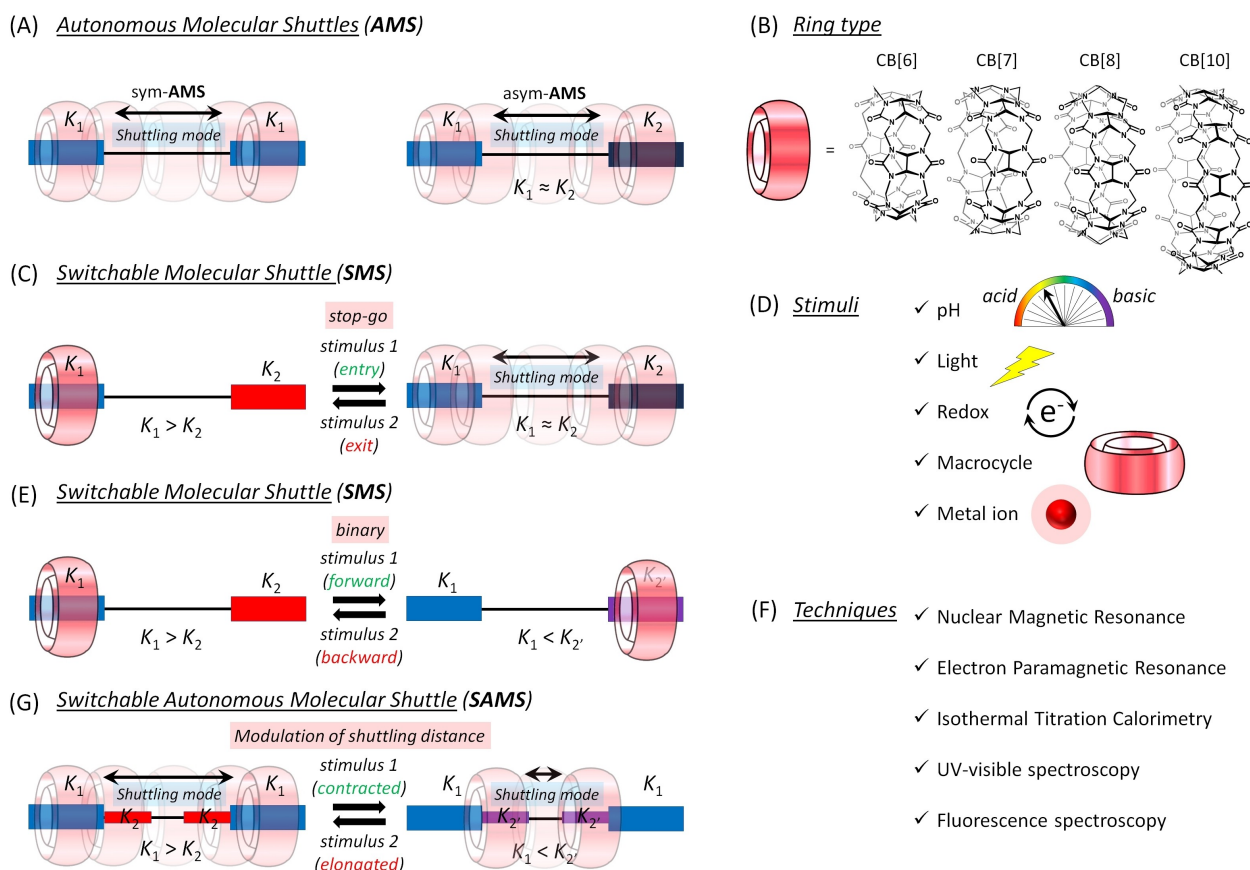 (A) Autonomous Molecular Shuttles (AMS)
sym-AMS
K1
Shuttling mode
K1
asym-AMS
K1
Shuttling mode
K2
K1 ≈ K2
(B) Ring type
CB[6]
CB[7]
CB[8]
CB[10]
=
(C) Switchable Molecular Shuttle (SMS)
K1
K2
K1 > K2
stop-go
stimulus 1
(entry)
stimulus 2
(exit)
K1
Shuttling mode
K2
K1 ≈ K2
(D) Stimuli
✓ pH
acid
basic
✓ Light
✓ Redox
e-
✓ Macrocycle
✓ Metal ion
(E) Switchable Molecular Shuttle (SMS)
K1
K2
K1 > K2
binary
stimulus 1
(forward)
stimulus 2
(backward)
K1
K2'
K1 < K2'
(F) Techniques
✓ Nuclear Magnetic Resonance
✓ Electron Paramagnetic Resonance
✓ Isothermal Titration Calorimetry
✓ UV-visible spectroscopy
✓ Fluorescence spectroscopy
(G) Switchable Autonomous Molecular Shuttle (SAMS)
Modulation of shuttling distance
K1
Shuttling mode
K1
K2
K2
K1 > K2
stimulus 1
(contracted)
stimulus 2
(elongated)
K1
Shuttling mode
K1
K2'
K2'
K1 < K2'